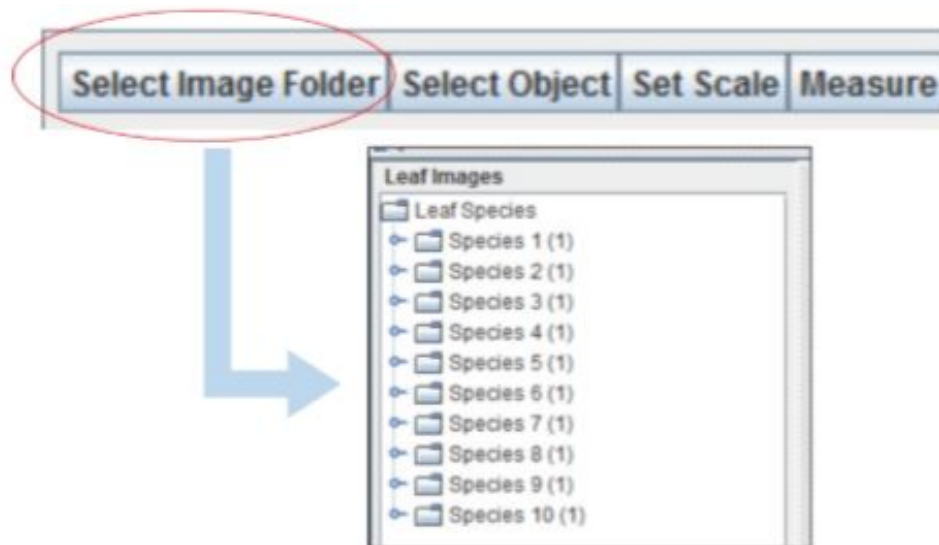 Select Image Folder Select Object Set Scale Measure
Leaf Images
Leaf Species
Species 1 (1)
Species 2 (1)
Species 3 (1)
Species 4 (1)
Species 5 (1)
Species 6 (1)
Species 7 (1)
Species 8 (1)
Species 9 (1)
Species 10 (1)